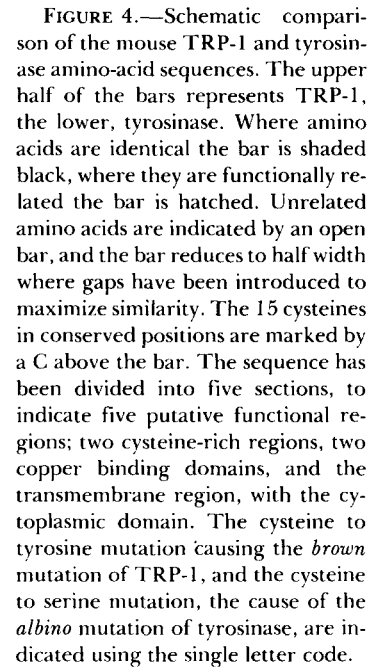 FIGURE 4.—Schematic compari-
son of the mouse TRP-1 and tyrosin-
ase amino-acid sequences. The upper
half of the bars represents TRP-1,
the lower, tyrosinase. Where amino
acids are identical the bar is shaded
black, where they are functionally re-
lated the bar is hatched. Unrelated
amino acids are indicated by an open
bar, and the bar reduces to half width
where gaps have been introduced to
maximize similarity. The 15 cysteines
in conserved positions are marked by
a C above the bar. The sequence has
been divided into five sections, to
indicate five putative functional re-
gions; two cysteine-rich regions, two
copper binding domains, and the
transmembrane region, with the cy-
toplasmic domain. The cysteine to
tyrosine mutation causing the brown
mutation of TRP-1, and the cysteine
to serine mutation, the cause of the
albino mutation of tyrosinase, are in-
dicated using the single letter code.